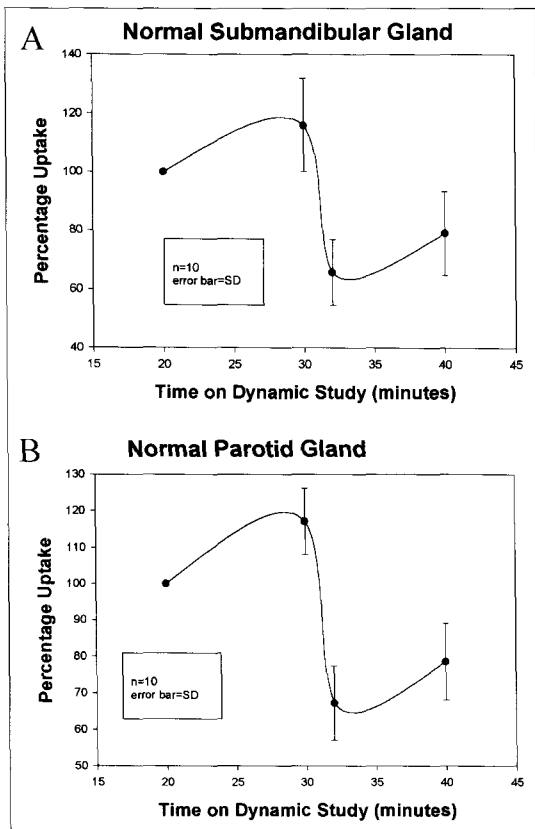 A
Normal Submandibular Gland
Percentage Uptake
140
120
100
80
60
40
n=10
error bar=SD
15 20 25 30 35 40 45
Time on Dynamic Study (minutes)
B
Normal Parotid Gland
Percentage Uptake
130
120
110
100
90
80
70
60
50
n=10
error bar=SD
15 20 25 30 35 40 45
Time on Dynamic Study (minutes)